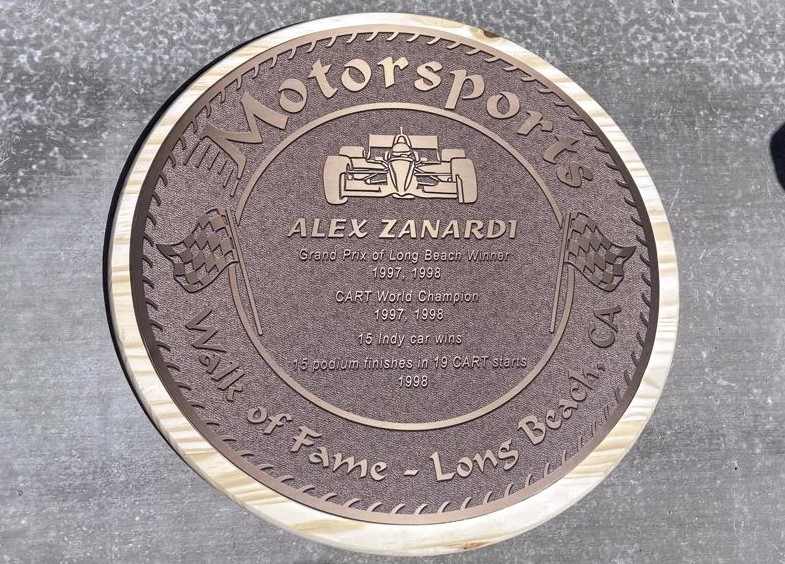 Motorsports
ALEX ZANARDI
Grand Prix of Long Beach Winner
1997, 1998
CART World Champion
1997, 1998
15 Indy car wins
15 podium finishes in 19 CART starts
1998
Walk of Fame - Long Beach, CA